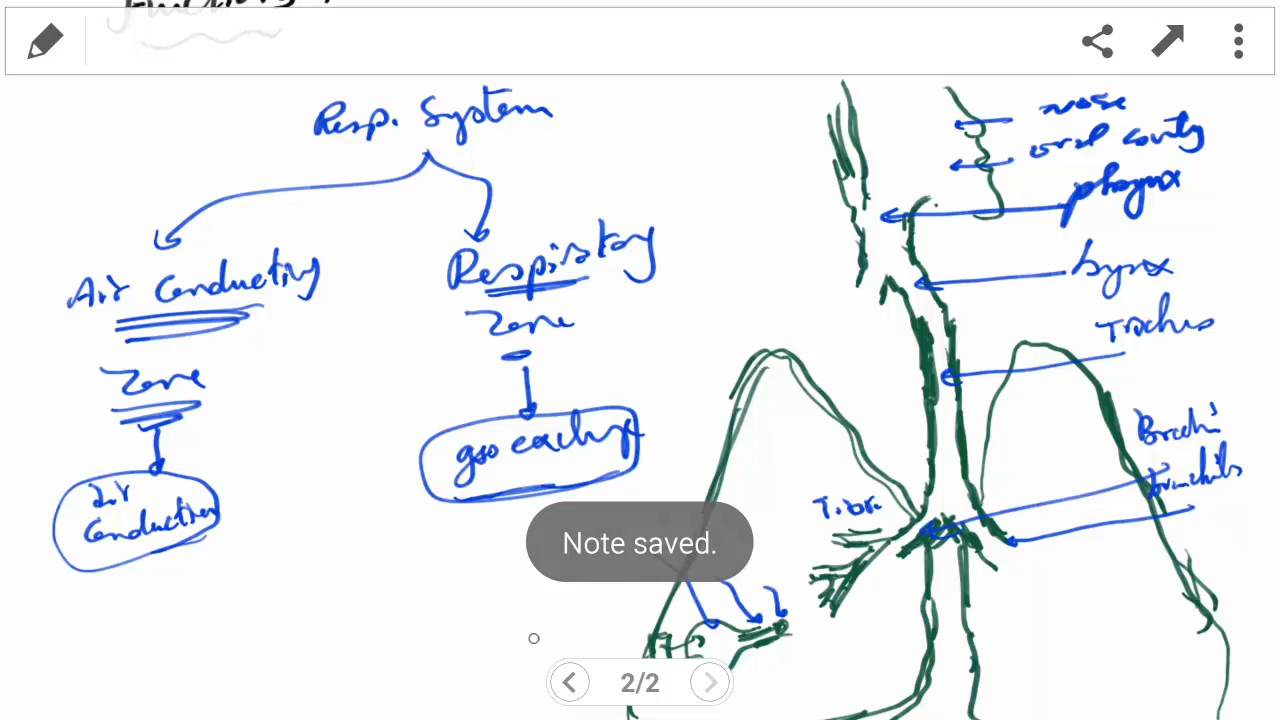 Resp. System
Air Conducting
Zone
air
Conduction
Respiratory
Zone
gas exchange
nose
oral cavity
pharynx
larynx
Trachea
Bronchi
bronchiols
Note saved.
2/2